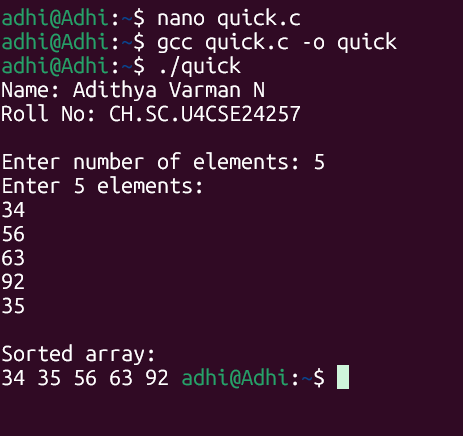 adhi@Adhi:~$ nano quick.c
adhi@Adhi:~$ gcc quick.c -o quick
adhi@Adhi:~$ ./quick
Name: Adithya Varman N
Roll No: CH.SC.U4CSE24257
Enter number of elements: 5
Enter 5 elements:
34
56
63
92
35
Sorted array:
34 35 56 63 92 adhi@Adhi:~$